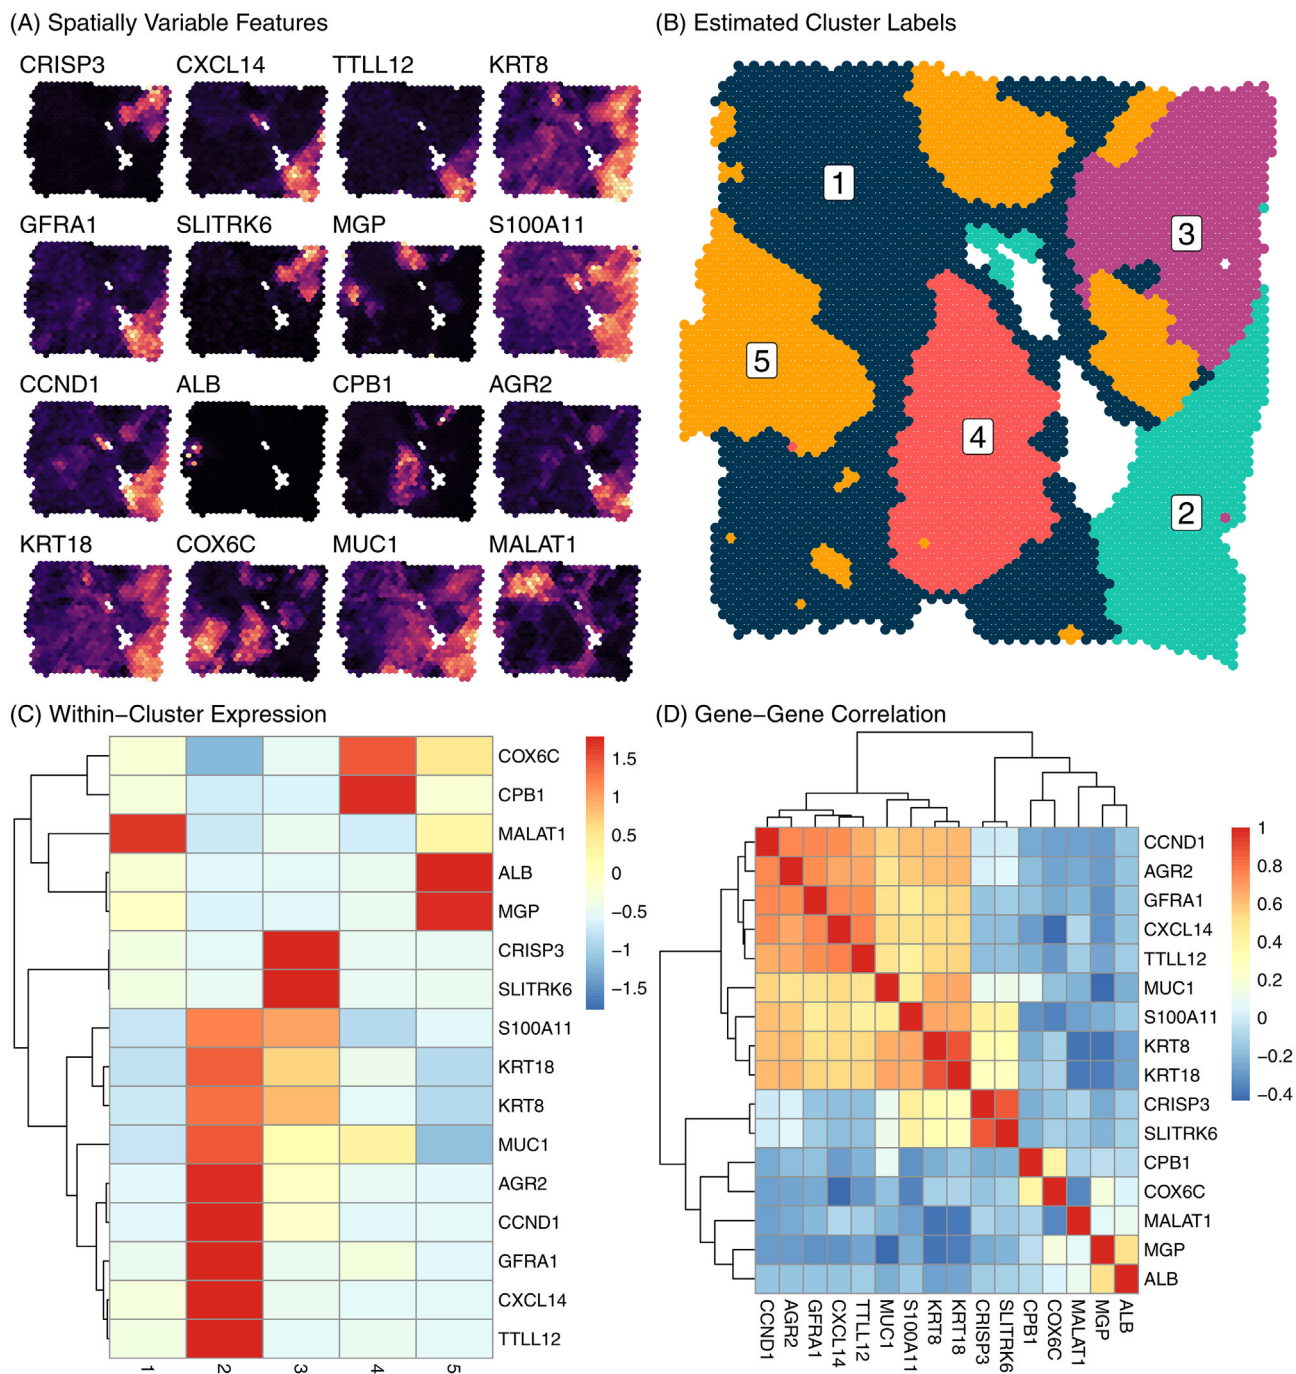 (A) Spatially Variable Features
CRISP3 CXCL14 TTLL12 KRT8
GFRA1 SLITRK6 MGP S100A11
CCND1 ALB CPB1 AGR2
KRT18 COX6C MUC1 MALAT1
(B) Estimated Cluster Labels
1
3
5
4
2
(C) Within−Cluster Expression
COX6C
CPB1
MALAT1
ALB
MGP
CRISP3
SLITRK6
S100A11
KRT18
KRT8
MUC1
AGR2
CCND1
GFRA1
CXCL14
TTLL12
1 2 3 4 5
1.5
1
0.5
0
−0.5
−1
−1.5
(D) Gene−Gene Correlation
CCND1
AGR2
GFRA1
CXCL14
TTLL12
MUC1
S100A11
KRT8
KRT18
CRISP3
SLITRK6
CPB1
COX6C
MALAT1
MGP
ALB
CCND1 AGR2 GFRA1 CXCL14 TTLL12 MUC1 S100A11 KRT8 KRT18 CRISP3 SLITRK6 CPB1 COX6C MALAT1 MGP ALB
1
0.8
0.6
0.4
0.2
0
−0.2
−0.4